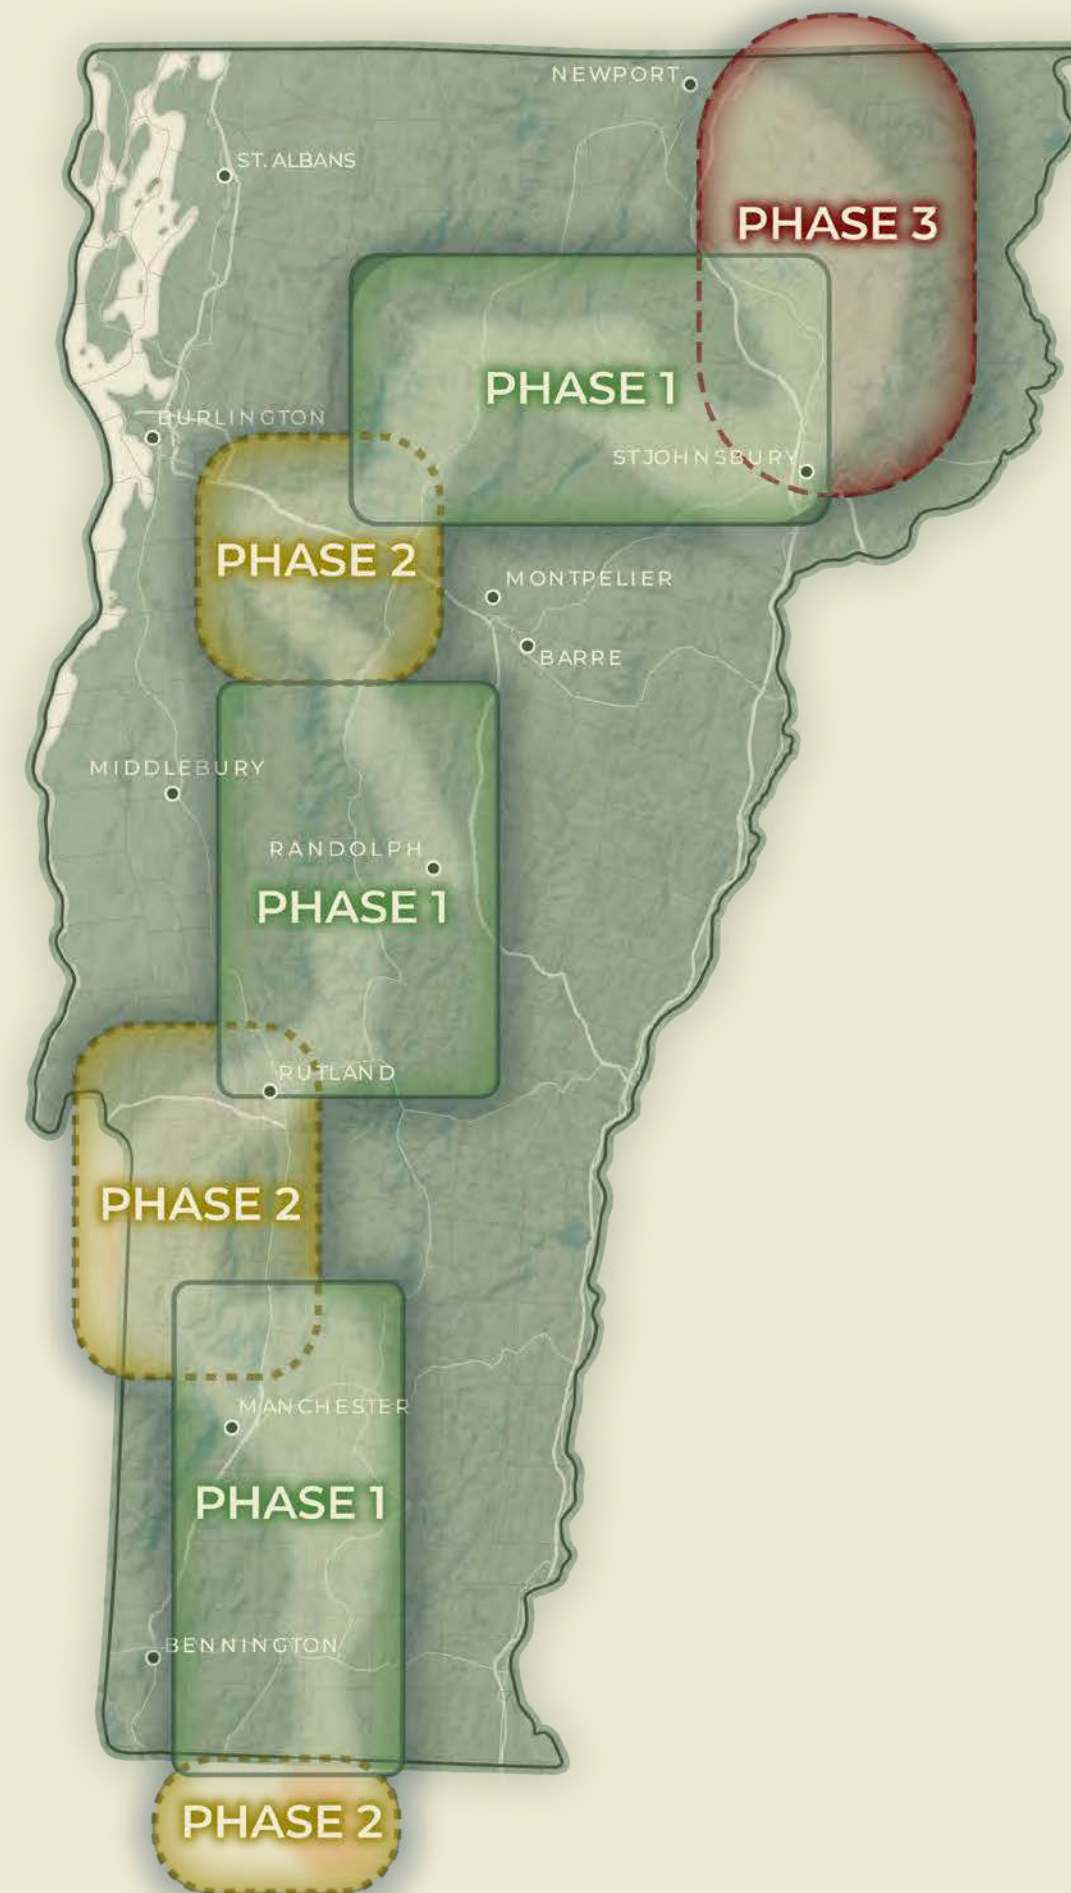 NEWPORT
ST. ALBANS
PHASE 3
PHASE 1
BURLINGTON
STJOHNSBURY
PHASE 2
MONTPELIER
BARRE
MIDDLEBURY
RANDOLPH
PHASE 1
RUTLAND
PHASE 2
MANCHESTER
PHASE 1
BENNINGTON
PHASE 2